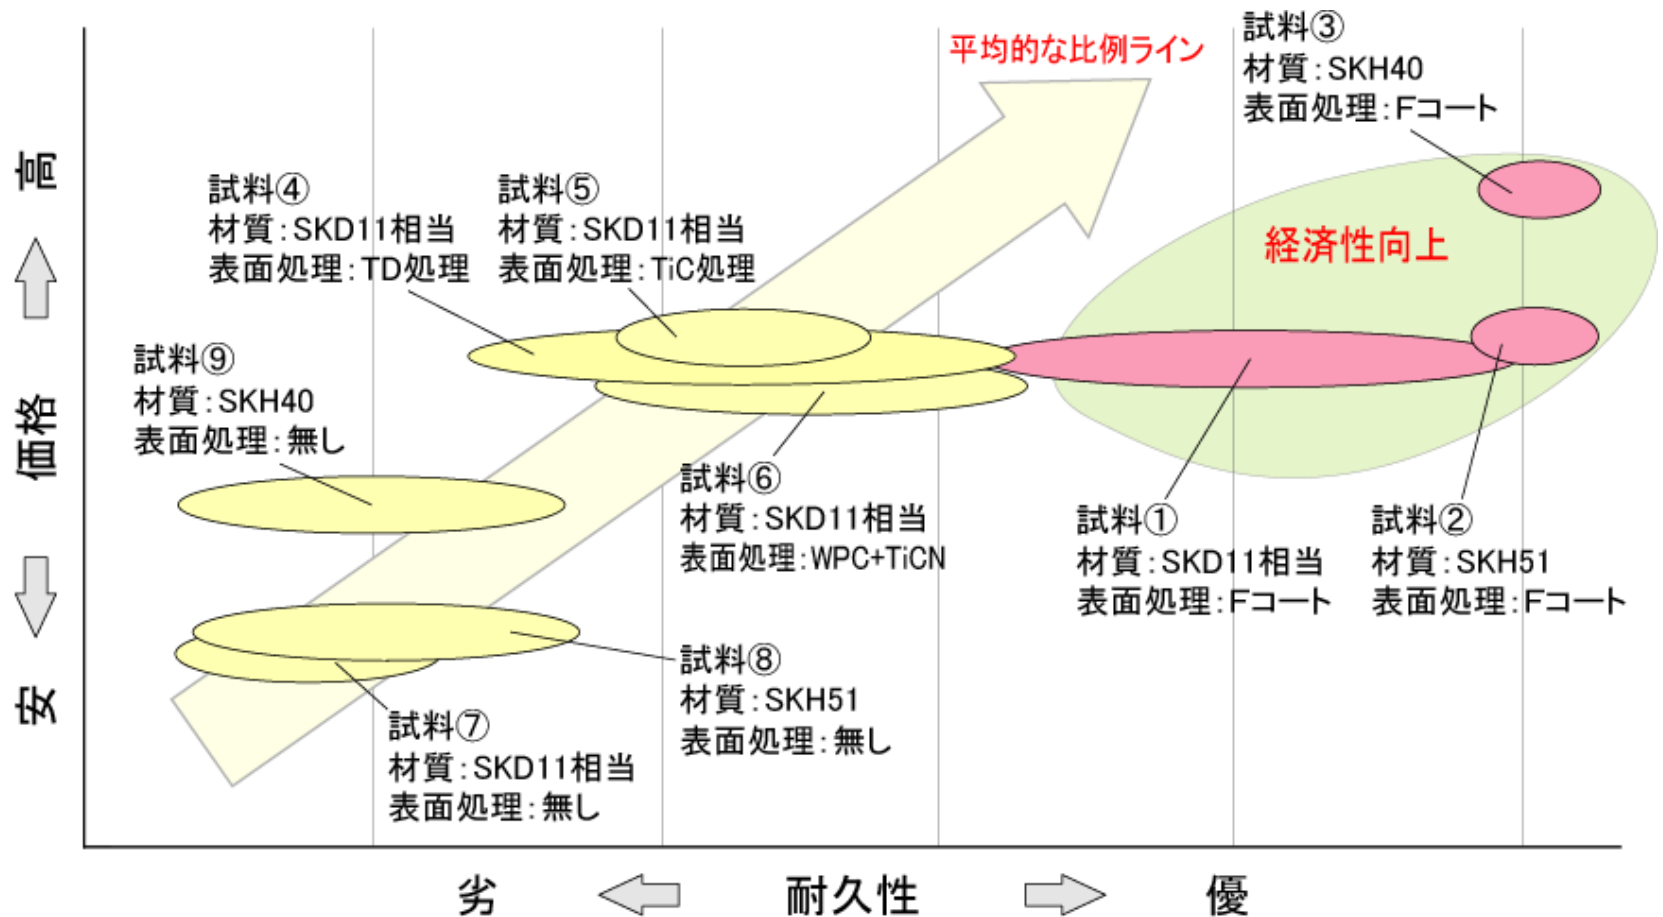 平均的な比例ライン
試料③
材質：SKH40
表面処理：Fコート
試料④
材質：SKD11相当
表面処理：TD処理
試料⑤
材質：SKD11相当
表面処理：TiC処理
経済性向上
試料⑨
材質：SKH40
表面処理：無し
試料⑥
材質：SKD11相当
表面処理：WPC+TiCN
試料①
材質：SKD11相当
表面処理：Fコート
試料②
材質：SKH51
表面処理：Fコート
試料⑧
材質：SKH51
表面処理：無し
試料⑦
材質：SKD11相当
表面処理：無し
高
価格
安
劣
耐久性
優